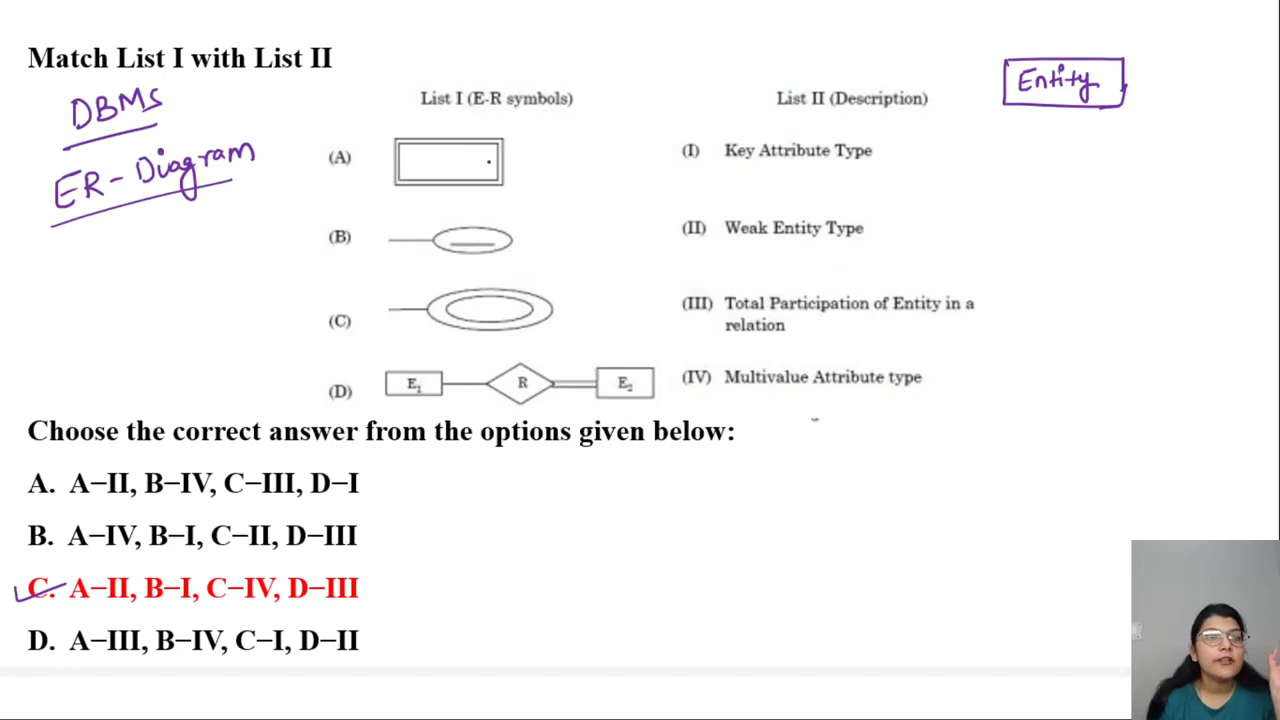 Match List I with List II
DBMS
ER-Diagram
Entity
List I (E-R symbols)
List II (Description)
(A)
(I) Key Attribute Type
(B)
(II) Weak Entity Type
(C)
(III) Total Participation of Entity in a
relation
(D) E₁ R E₂
(IV) Multivalue Attribute type
Choose the correct answer from the options given below:
A. A–II, B–IV, C–III, D–I
B. A–IV, B–I, C–II, D–III
C. A–II, B–I, C–IV, D–III
D. A–III, B–IV, C–I, D–II